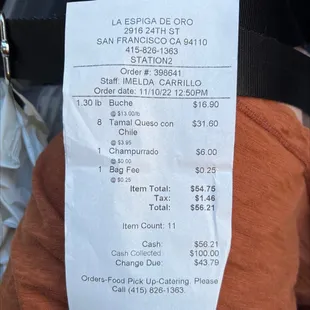 LA ESPIGA DE ORO
2916 24TH ST
SAN FRANCISCO CA 94110
415-826-1363
STATION2
Order #: 396641
Staff: IMELDA CARRILLO
Order date: 11/10/22 12:50PM
1.30 lb Buche $16.90
@ $13.00/lb
8 Tamal Queso con $31.60
Chile
@ $3.95
1 Champurrado $6.00
@ $0.00
1 Bag Fee $0.25
@ $0.25
Item Total: $54.75
Tax: $1.46
Total: $56.21
Item Count: 11
Cash: $56.21
Cash Collected: $100.00
Change Due: $43.79
Orders-Food Pick Up-Catering. Please
Call (415) 826-1363.